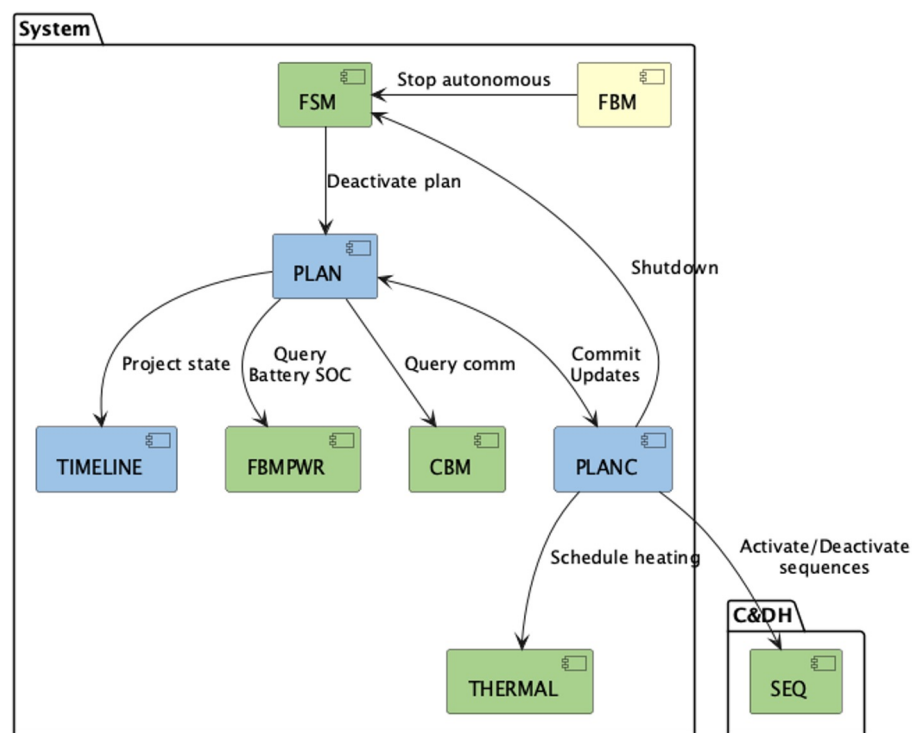 System
FSM
Stop autonomous
FBM
Deactivate plan
Shutdown
PLAN
Project state
Query
Battery SOC
Query comm
Commit
Updates
TIMELINE
FBMPWR
CBM
PLANC
Schedule heating
Activate/Deactivate
sequences
C&DH
THERMAL
SEQ